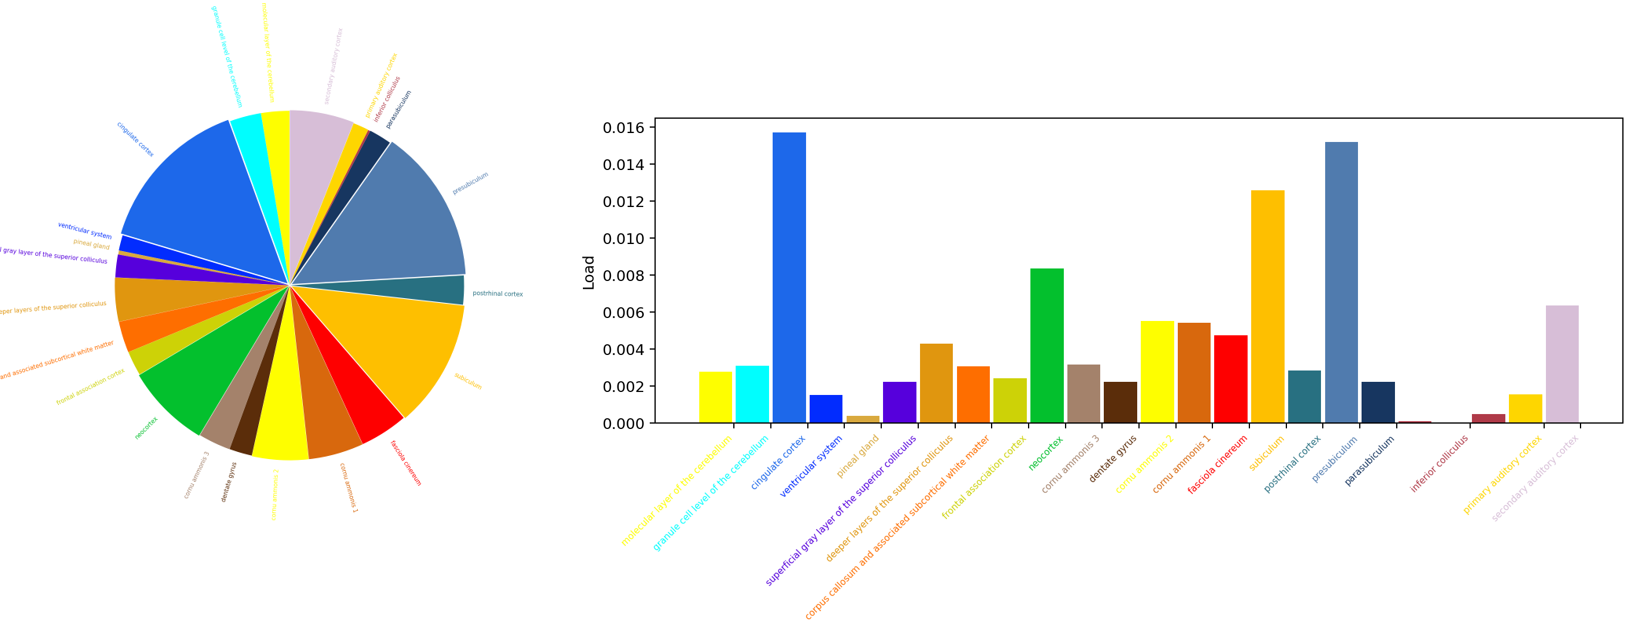 molecular layer of the cerebellum
granule cell level of the cerebellum
secondary auditory cortex
primary auditory cortex
inferior colliculus
parasubiculum
cingulate cortex
presubiculum
ventricular system
pineal gland
gray layer of the superior colliculus
postrhinal cortex
deeper layers of the superior colliculus
and associated subcortical white matter
frontal association cortex
subiculum
neocortex
fasciola cinereum
cornu ammonis 3
dentate gyrus
cornu ammonis 2
cornu ammonis 1
Load
0.016
0.014
0.012
0.010
0.008
0.006
0.004
0.002
0.000
molecular layer of the cerebellum
granule cell level of the cerebellum
cingulate cortex
ventricular system
pineal gland
superficial gray layer of the superior colliculus
deeper layers of the superior colliculus
corpus callosum and associated subcortical white matter
frontal association cortex
neocortex
cornu ammonis 3
dentate gyrus
cornu ammonis 2
cornu ammonis 1
fasciola cinereum
subiculum
postrhinal cortex
presubiculum
parasubiculum
inferior colliculus
primary auditory cortex
secondary auditory cortex